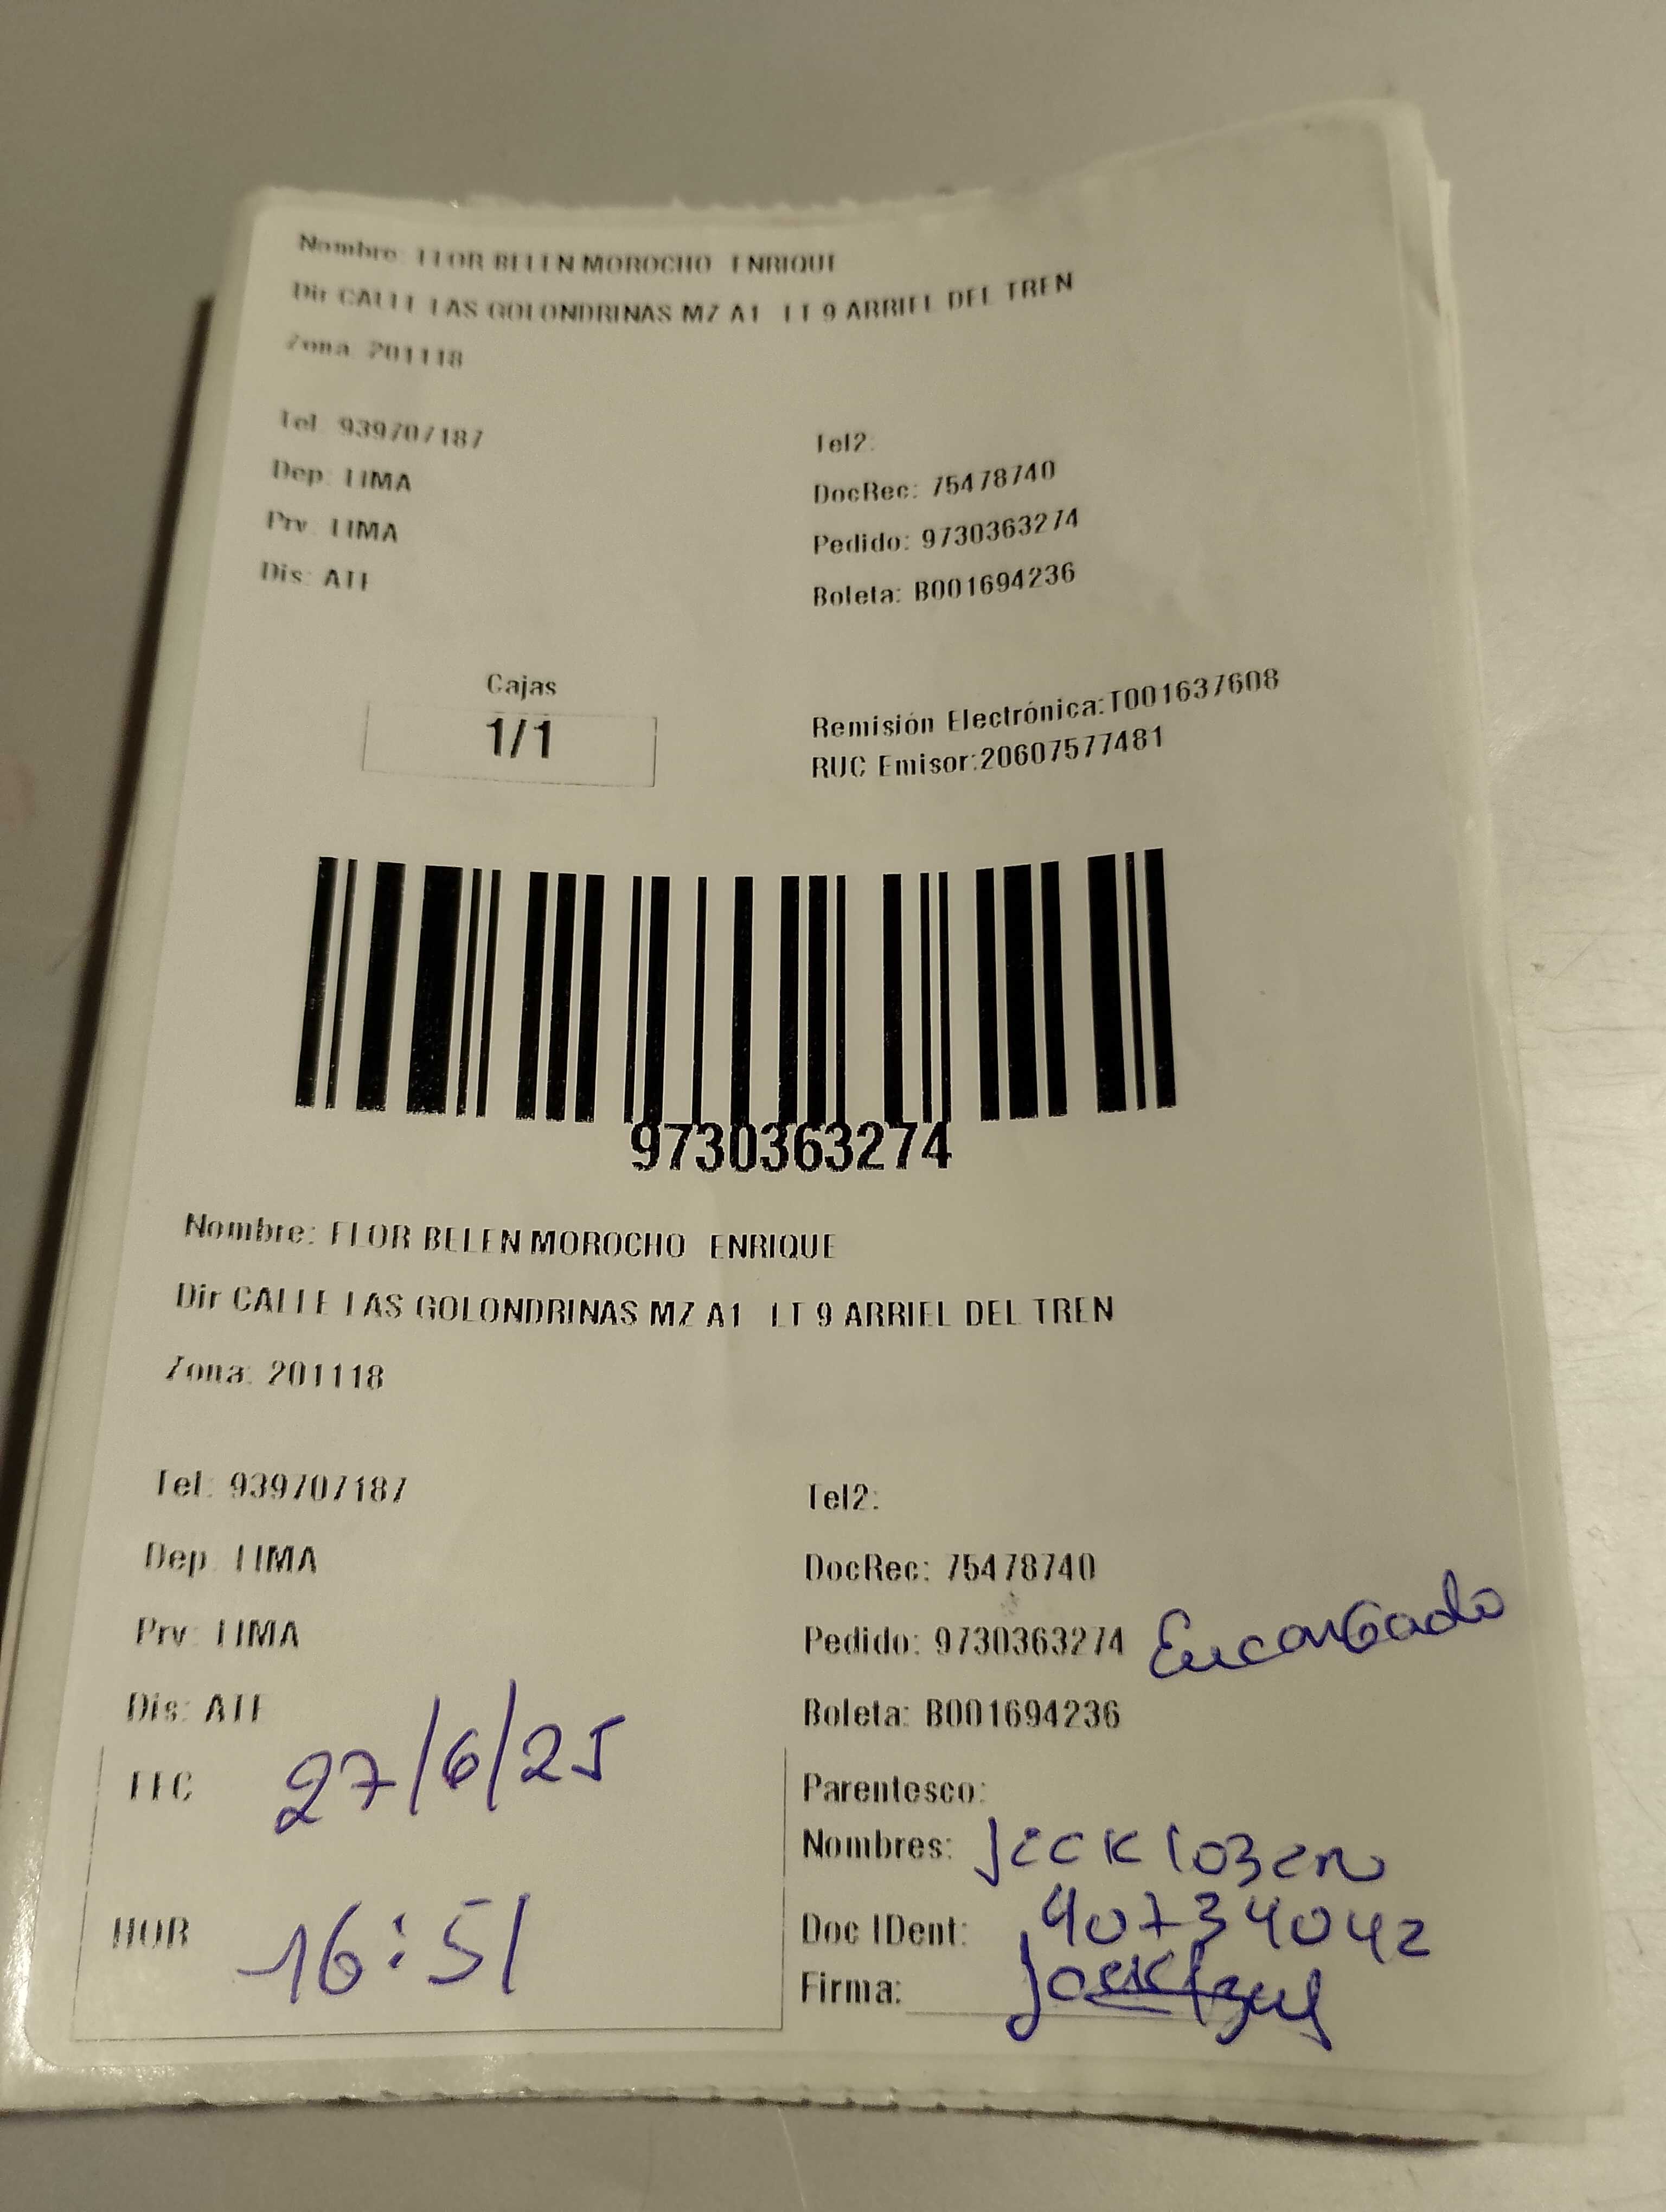 Nombre: FLOR BELEN MOROCHO ENRIQUE
Dir CALLE LAS GOLONDRINAS MZ A1 LT 9 ARRIEL DEL TREN
Zona: 201118
Tel: 939707187
Tel2:
Dep: LIMA
DocRec: 75478740
Prv: LIMA
Pedido: 9730363274
Dis: ATE
Boleta: B001694236
Cajas
1/1
Remisión Electrónica:T001637608
RUC Emisor:20607577481
9730363274
Nombre: FLOR BELEN MOROCHO ENRIQUE
Dir CALLE LAS GOLONDRINAS MZ A1 LT 9 ARRIEL DEL TREN
Zona: 201118
Tel: 939707187
Tel2:
Dep: LIMA
DocRec: 75478740
Prv: LIMA
Pedido: 9730363274 Encargado
Dis: ATE
Boleta: B001694236
FEC 27/6/25
Parentesco:
Nombres: Jack
HOR 16:51
Doc IDent: 40734042
Firma: